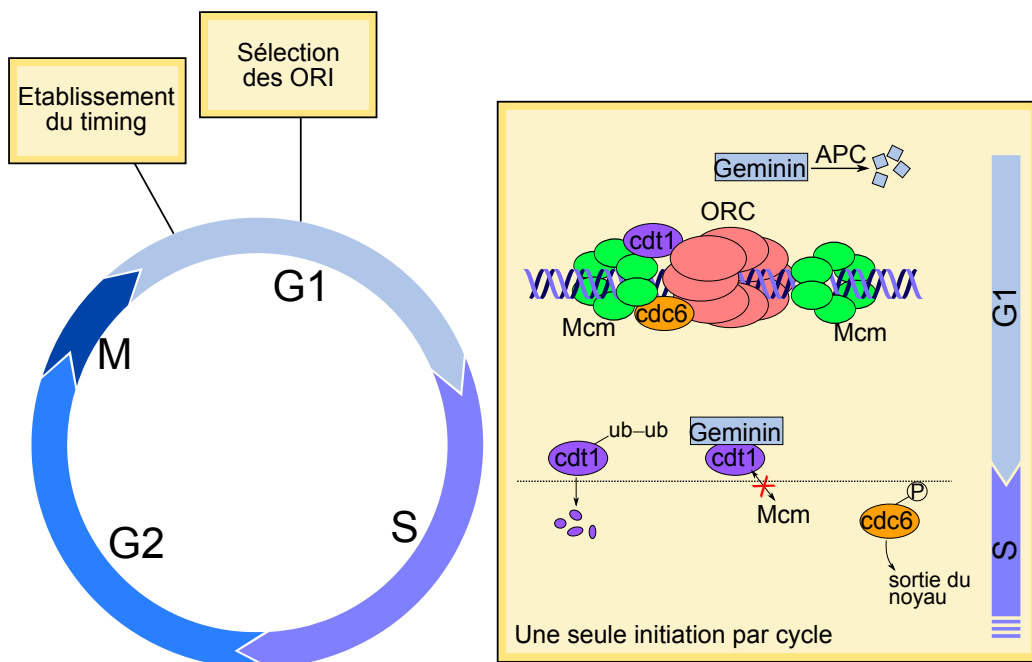 Etablissement
du timing
Sélection
des ORI
G1
M
G2
S
Geminin
APC
ORC
cdt1
cdc6
Mcm
Mcm
G1
ub–ub
cdt1
Geminin
cdt1
Mcm
P
cdc6
sortie du
noyau
S
Une seule initiation par cycle